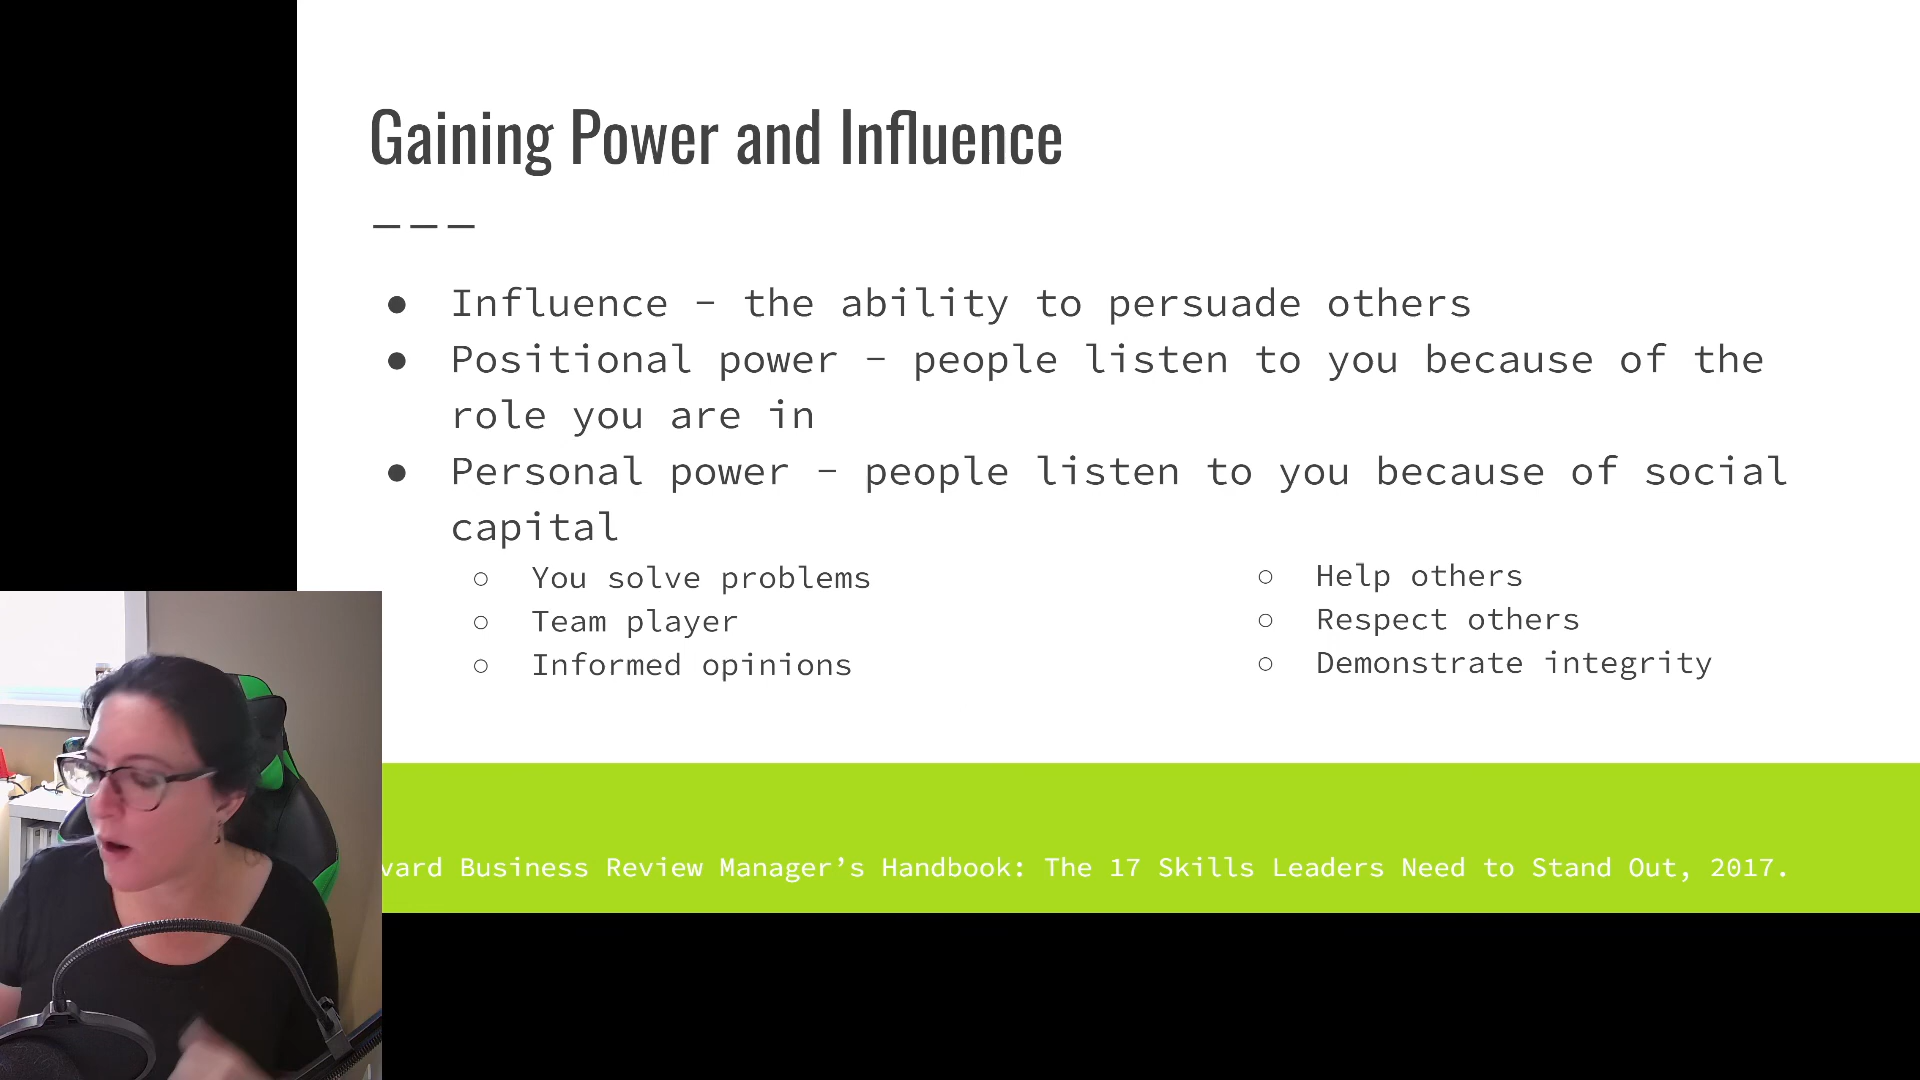 Gaining Power and Influence
● Influence – the ability to persuade others
● Positional power – people listen to you because of the
role you are in
● Personal power – people listen to you because of social
capital
○ You solve problems
○ Team player
○ Informed opinions
○ Help others
○ Respect others
○ Demonstrate integrity
vard Business Review Manager’s Handbook: The 17 Skills Leaders Need to Stand Out, 2017.